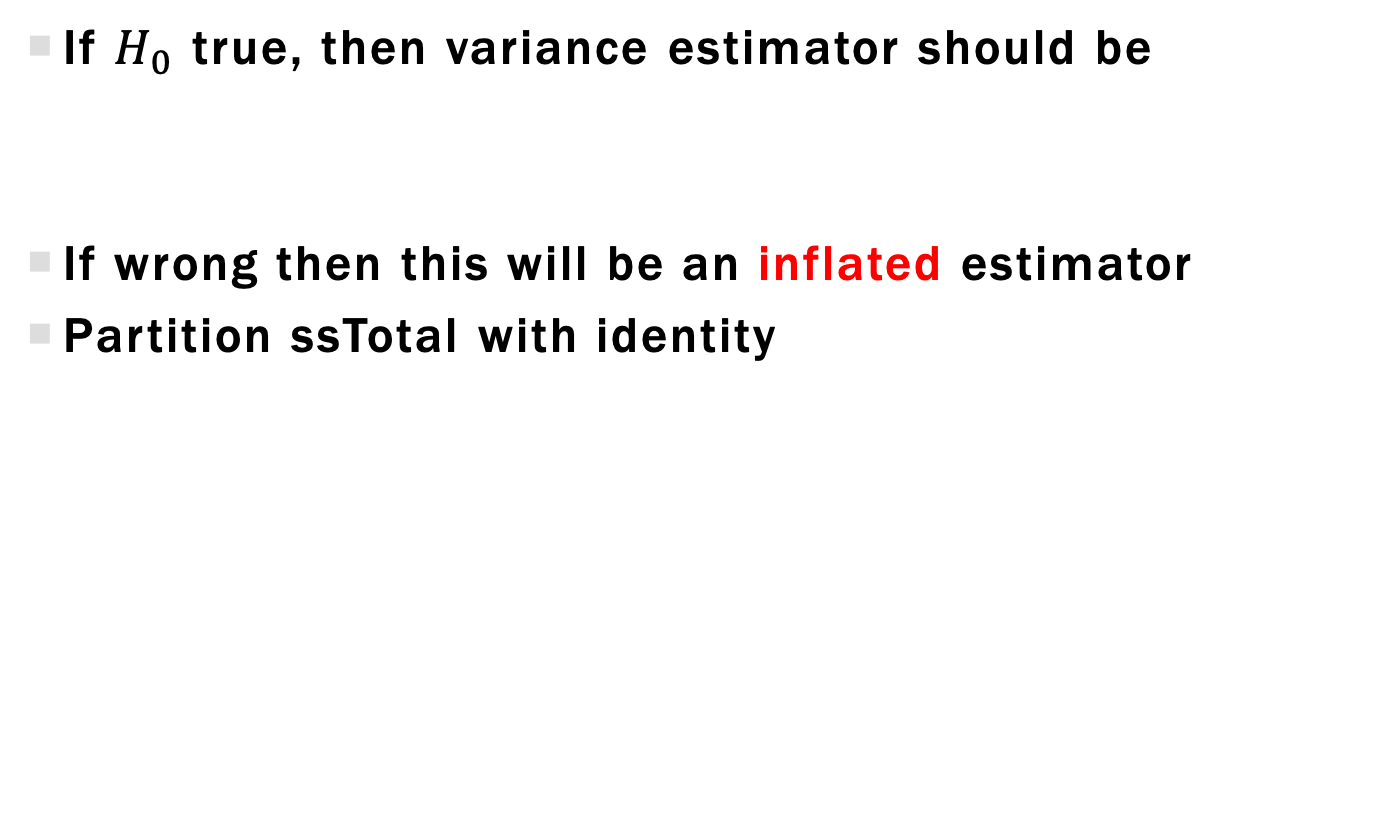 If H₀ true, then variance estimator should be
If wrong then this will be an inflated estimator
Partition ssTotal with identity